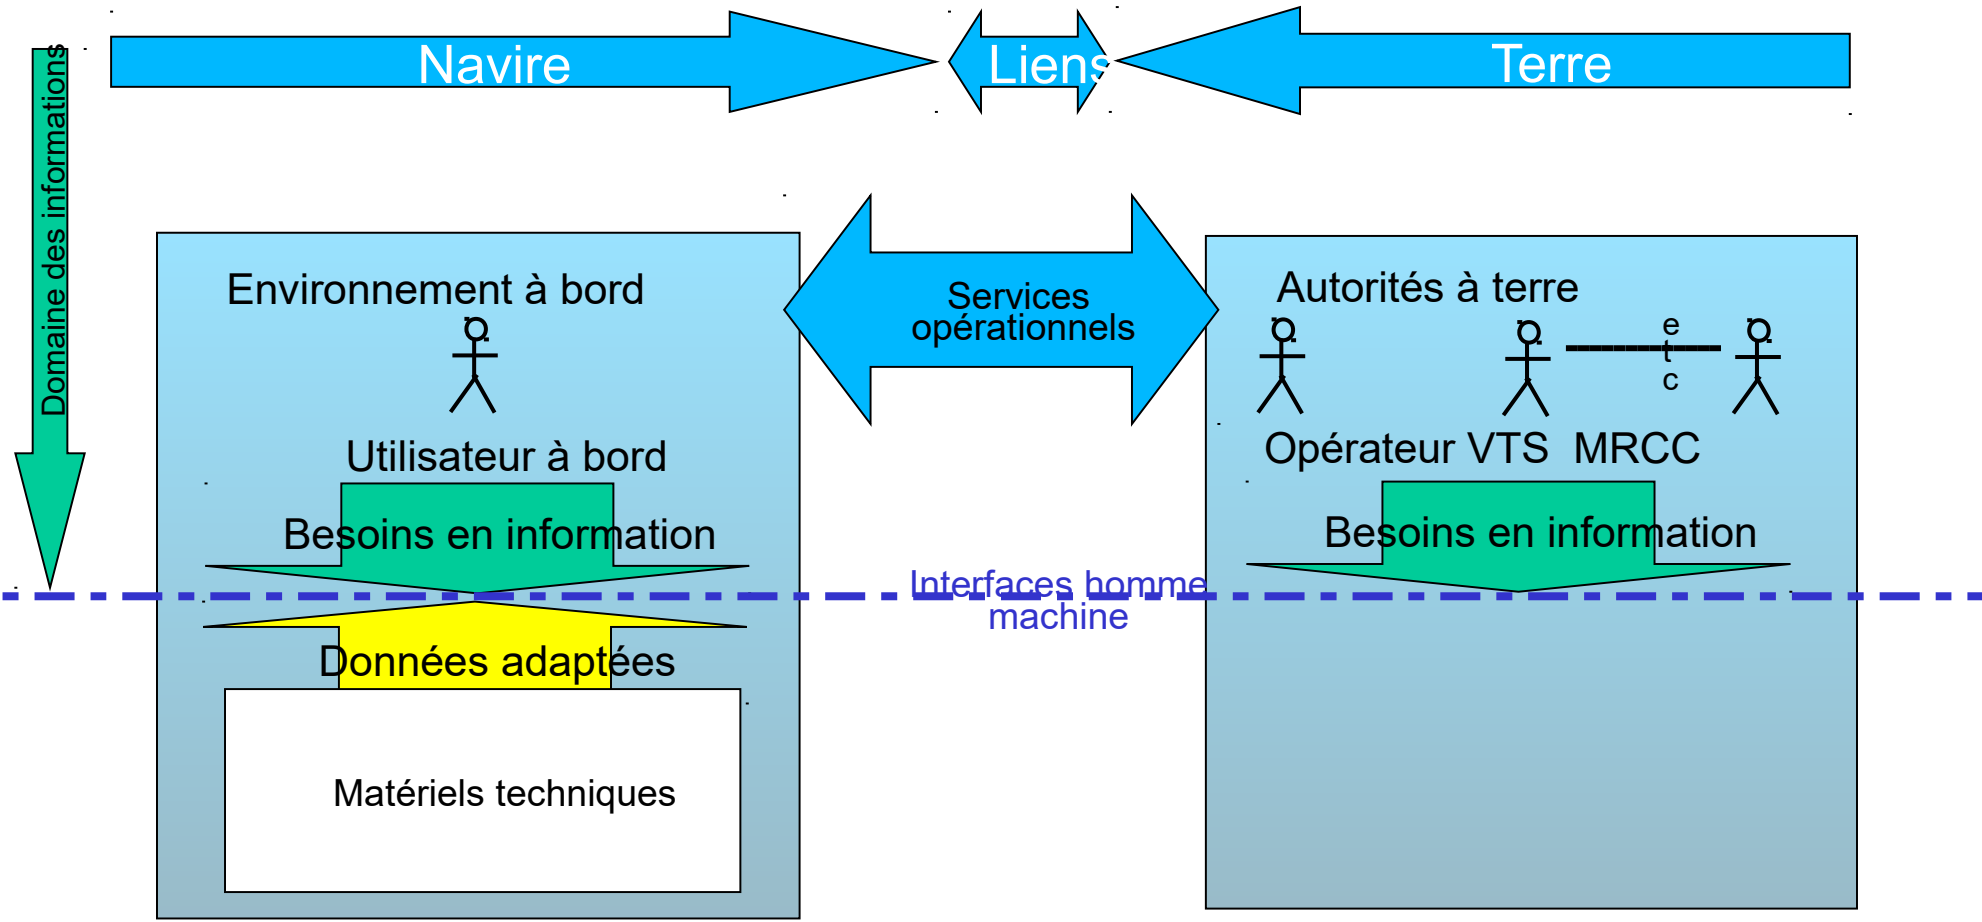 Navire
Liens
Terre
Domaine des informations
Environnement à bord
Services
opérationnels
Autorités à terre
e
t
c
Utilisateur à bord
Opérateur VTS  MRCC
Besoins en information
Besoins en information
Interfaces homme
machine
Données adaptées
Matériels techniques